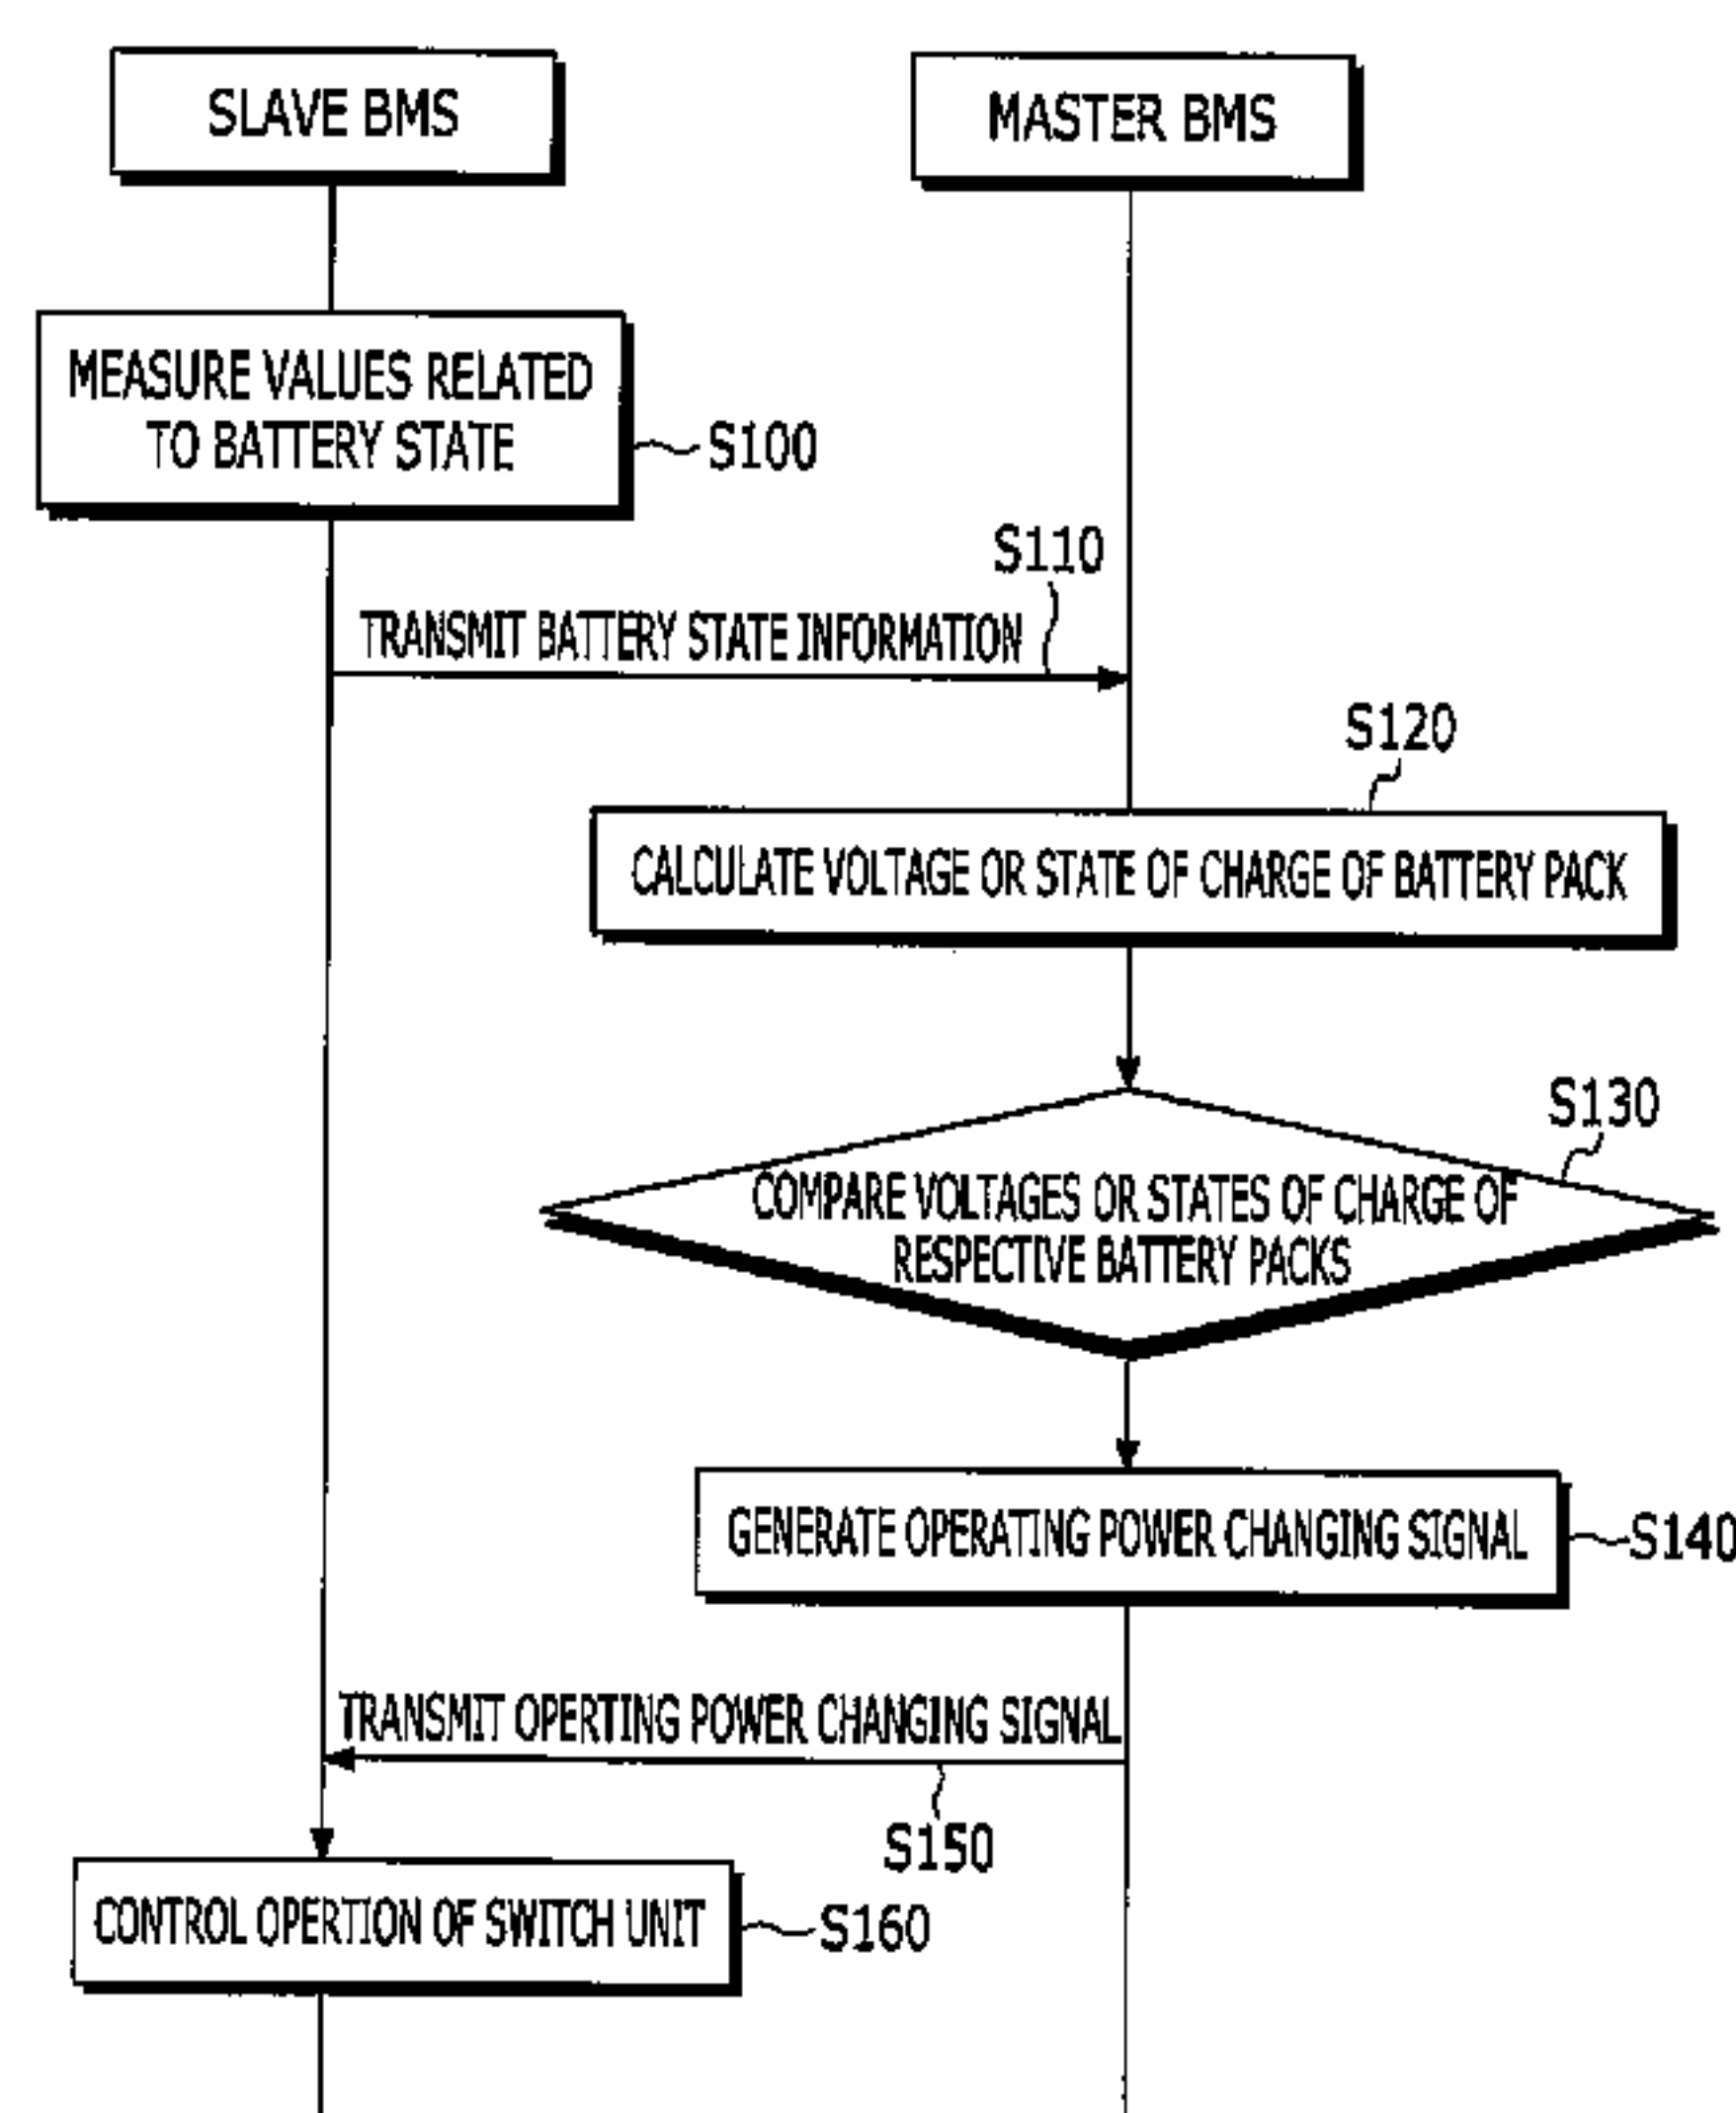 SLAVE BMS
MASTER BMS
MEASURE VALUES RELATED
TO BATTERY STATE
S100
S110
TRANSMIT BATTERY STATE INFORMATION
S120
CALCULATE VOLTAGE OR STATE OF CHARGE OF BATTERY PACK
S130
COMPARE VOLTAGES OR STATES OF CHARGE OF
RESPECTIVE BATTERY PACKS
GENERATE OPERATING POWER CHANGING SIGNAL
S140
TRANSMIT OPERTING POWER CHANGING SIGNAL
S150
CONTROL OPERTION OF SWITCH UNIT
S160